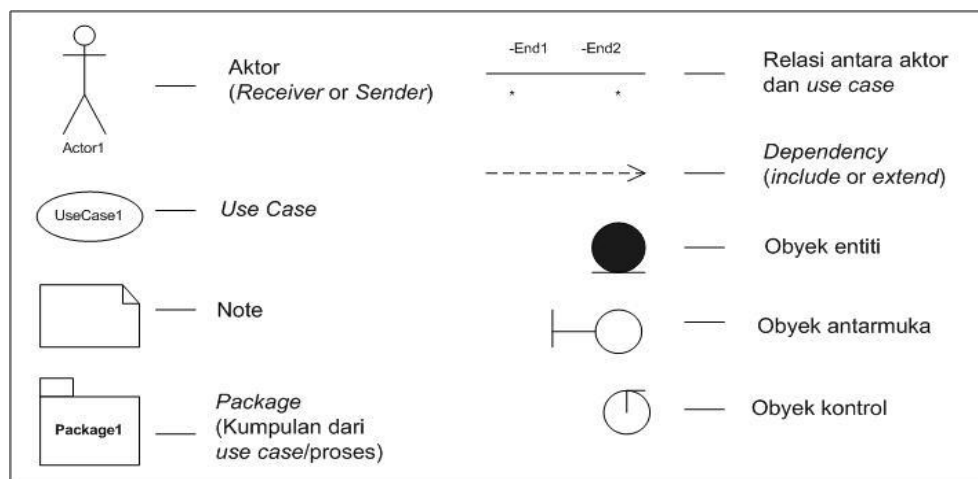 Actor1
Aktor
(Receiver or Sender)
UseCase1
Use Case
Note
Package1
Package
(Kumpulan dari
use case/proses)
-End1 -End2
* *
Relasi antara aktor
dan use case
Dependency
(include or extend)
Obyek entiti
Obyek antarmuka
Obyek kontrol